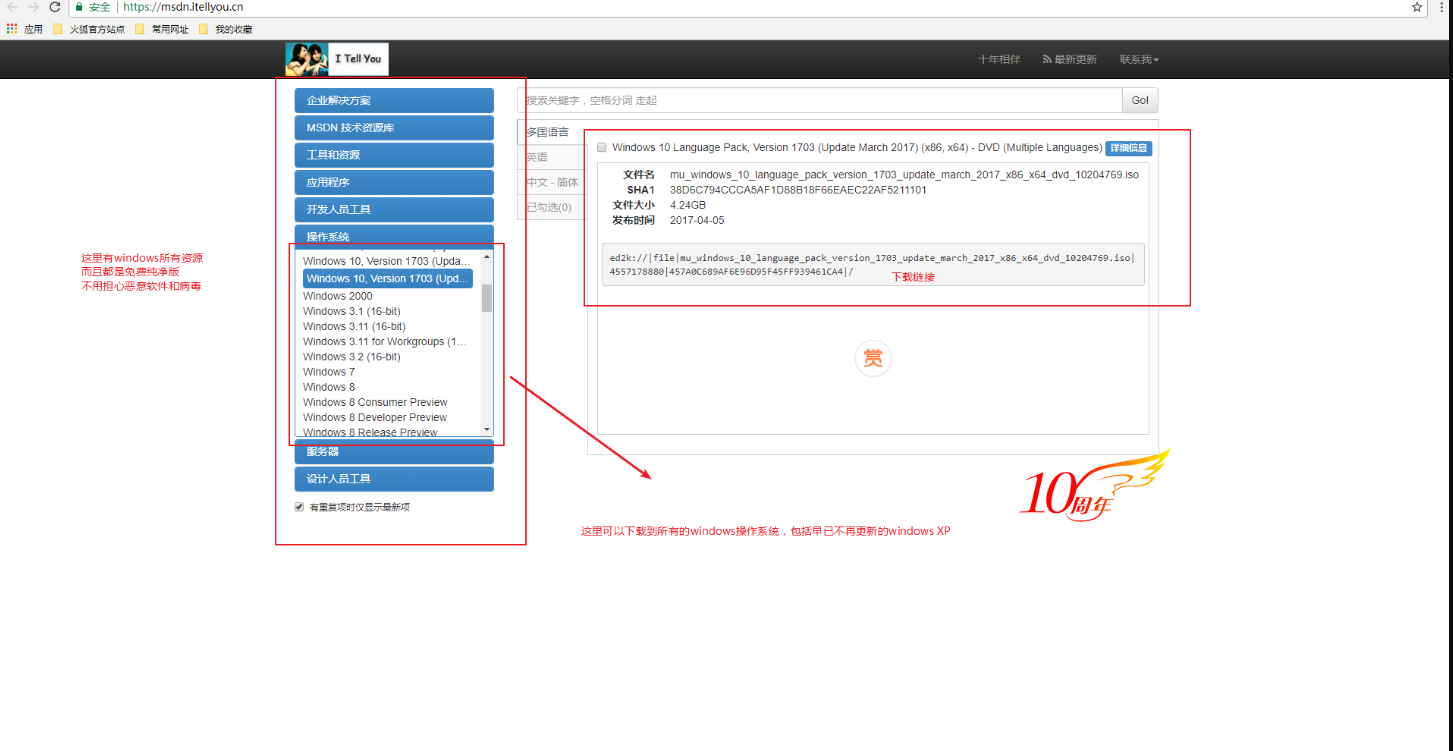 安全 https://msdn.itellyou.cn
应用 火狐官方站点 常用网址 我的收藏
I Tell You
十年相伴 最新更新 联系我
企业解决方案
MSDN 技术资源库
工具和资源
应用程序
开发人员工具
操作系统
Windows 10, Version 1703 (Upda...
Windows 10, Version 1703 (Upd...
Windows 2000
Windows 3.1 (16-bit)
Windows 3.11 (16-bit)
Windows 3.11 for Workgroups (1...
Windows 3.2 (16-bit)
Windows 7
Windows 8
Windows 8 Consumer Preview
Windows 8 Developer Preview
Windows 8 Release Preview
服务器
设计人员工具
有重复项时仅显示最新项
这里有windows所有资源
而且都是免费纯净版
不用担心恶意软件和病毒
搜索关键字，空格分词 走起 Go!
多国语言
英语
中文 - 简体
已勾选(0)
Windows 10 Language Pack, Version 1703 (Update March 2017) (x86, x64) - DVD (Multiple Languages) 详细信息
文件名 mu_windows_10_language_pack_version_1703_update_march_2017_x86_x64_dvd_10204769.iso
SHA1 38D6C794CCCA5AF1D88B18F66EAEC22AF5211101
文件大小 4.24GB
发布时间 2017-04-05
ed2k://|file|mu_windows_10_language_pack_version_1703_update_march_2017_x86_x64_dvd_10204769.iso|
4557178880|457A0C689AF6E96D95F45FF939461CA4|/
下载链接
赏
10周年
这里可以下载到所有的windows操作系统，包括早已不再更新的windows XP